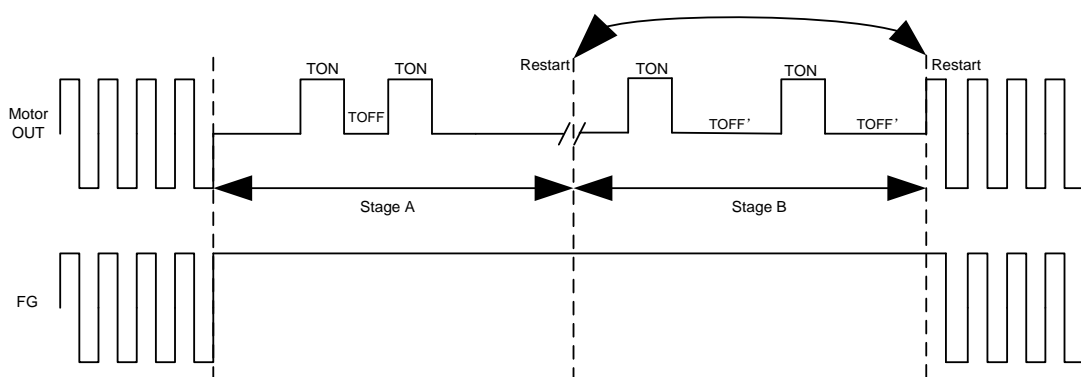 Restart
Restart
TON
TON
TON
TON
Motor
OUT
TOFF
TOFF'
TOFF'
Stage A
Stage B
FG